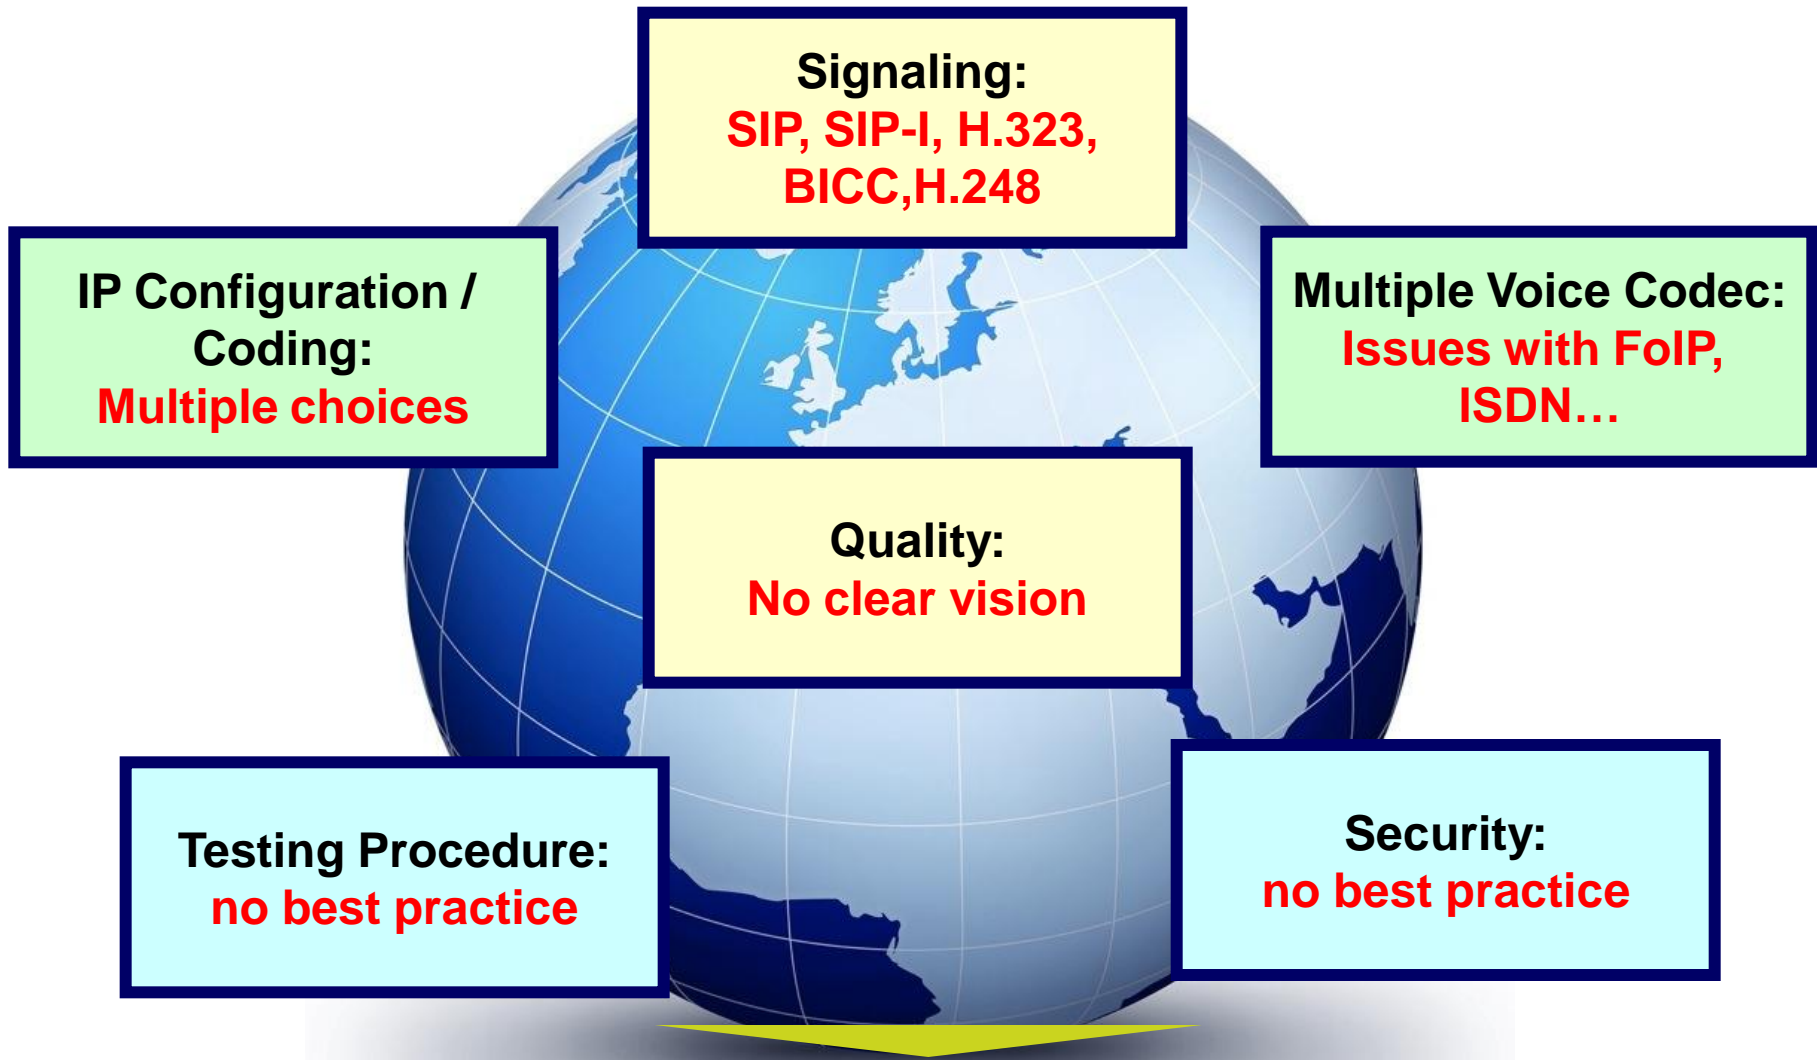 Signaling:
SIP, SIP-I, H.323,
BICC,H.248
IP Configuration /
Coding:
Multiple choices
Multiple Voice Codec:
Issues with FoIP,
ISDN…
Quality:
No clear vision
Testing Procedure:
no best practice
Security:
no best practice